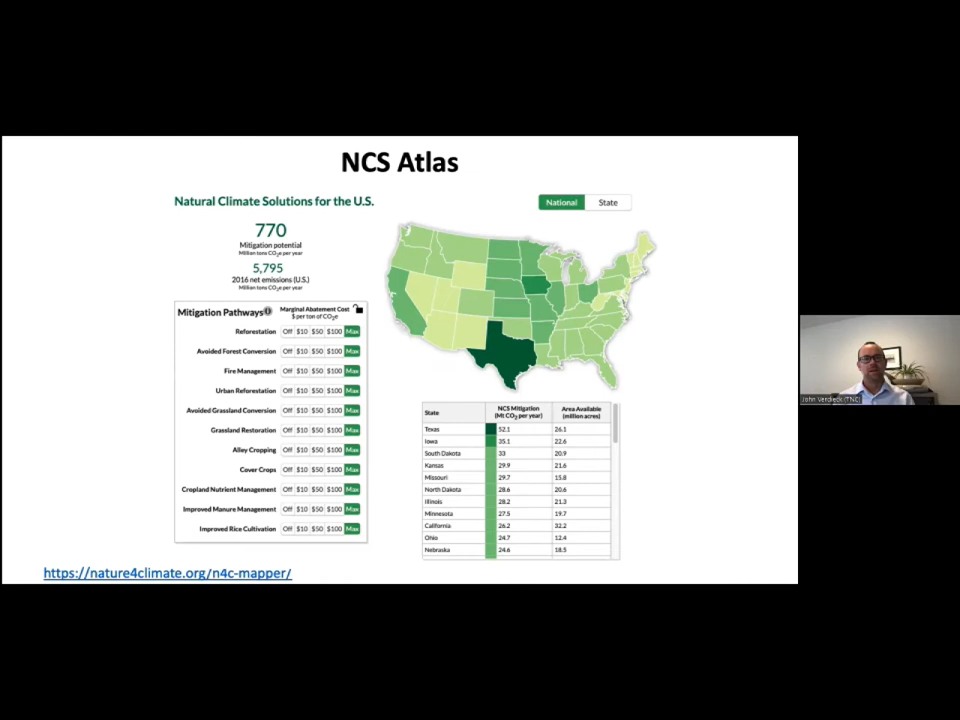 NCS Atlas
Natural Climate Solutions for the U.S.
National State
770
Mitigation potential
Million tons CO₂e per year
5,795
2016 net emissions (U.S.)
Million tons CO₂e per year
Mitigation Pathways Marginal Abatement Cost
$ per ton of CO₂e
Reforestation Off $10 $50 $100 Max
Avoided Forest Conversion Off $10 $50 $100 Max
Fire Management Off $10 $50 $100 Max
Urban Reforestation Off $10 $50 $100 Max
Avoided Grassland Conversion Off $10 $50 $100 Max
Grassland Restoration Off $10 $50 $100 Max
Alley Cropping Off $10 $50 $100 Max
Cover Crops Off $10 $50 $100 Max
Cropland Nutrient Management Off $10 $50 $100 Max
Improved Manure Management Off $10 $50 $100 Max
Improved Rice Cultivation Off $10 $50 $100 Max
State NCS Mitigation (Mt CO₂ per year) Area Available (million acres)
Texas 52.1 26.1
Iowa 35.1 22.6
South Dakota 33 20.9
Kansas 29.9 21.6
Missouri 29.7 15.8
North Dakota 28.6 20.6
Illinois 28.2 21.3
Minnesota 27.5 19.7
California 26.2 32.2
Ohio 24.7 12.4
Nebraska 24.6 18.5
https://nature4climate.org/n4c-mapper/
John Verdieck (TNC)